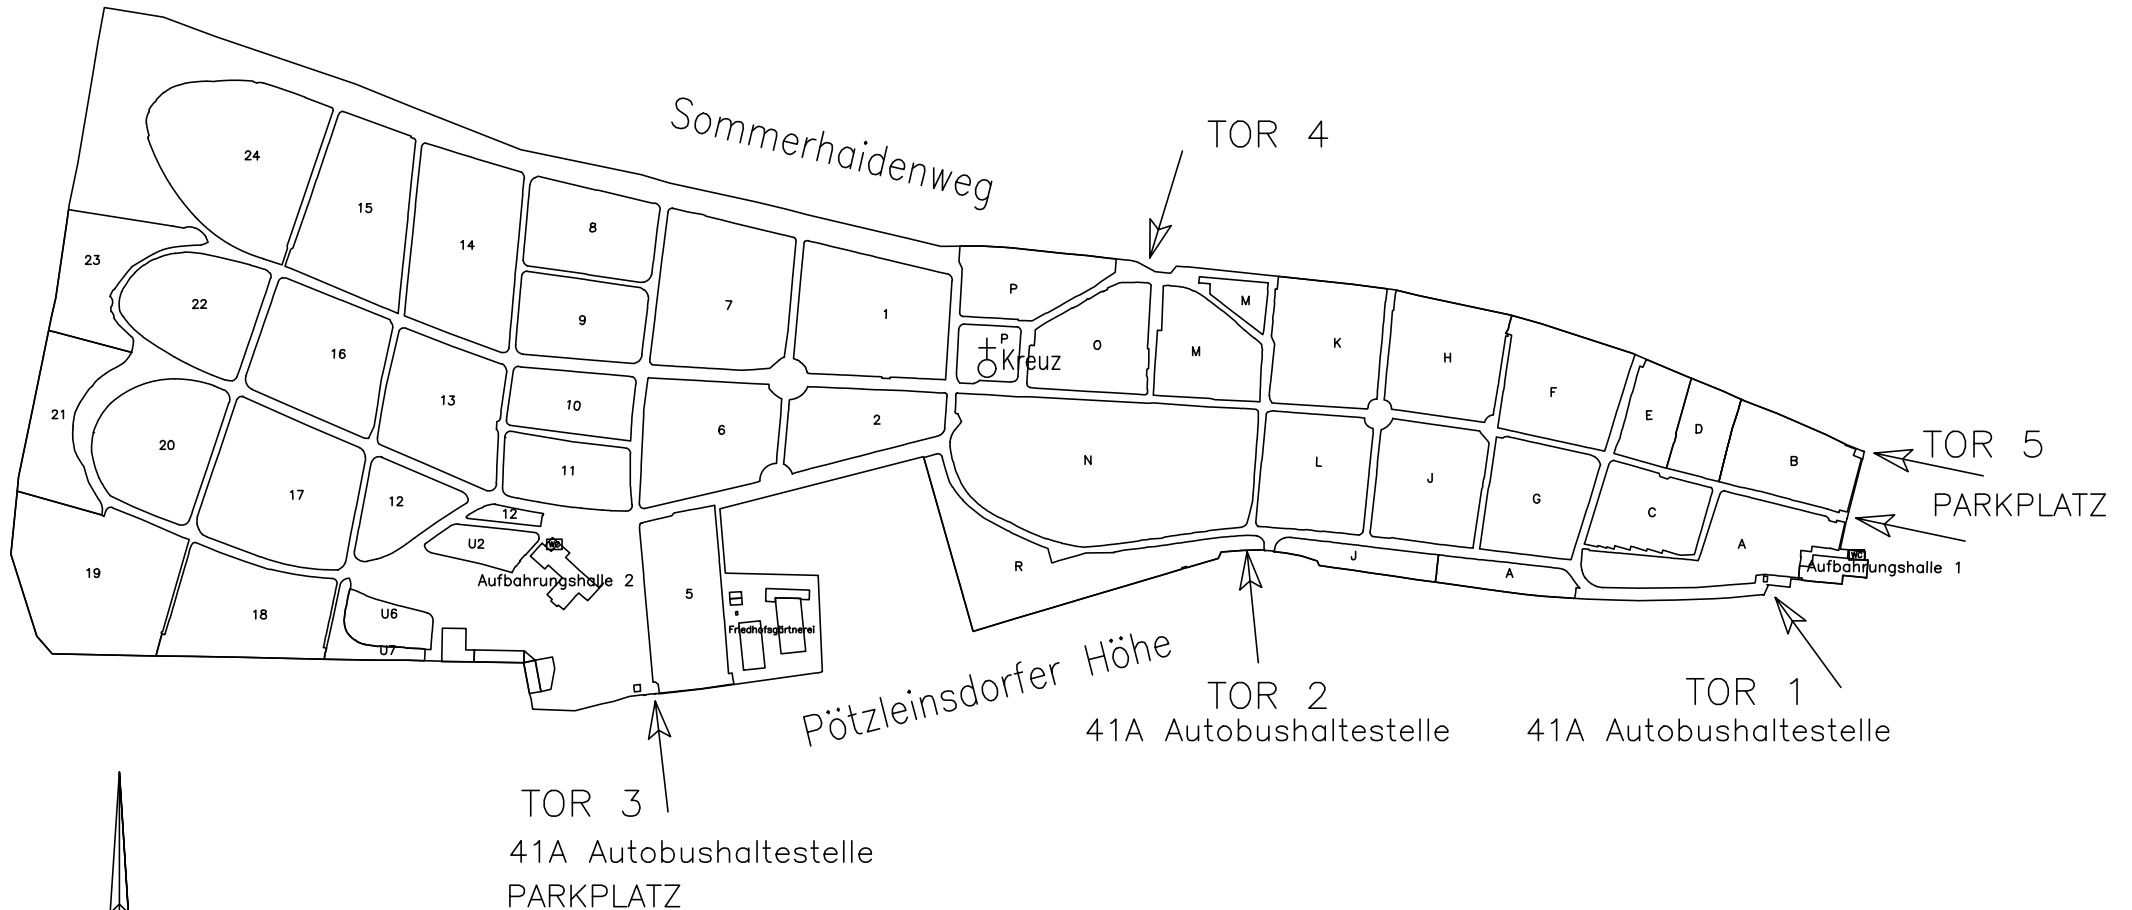 Sommerhaidenweg
TOR 4
24
15
14
8
23
22
9
7
1
P
M
16
13
10
6
2
P
Kreuz
O
M
K
H
F
E
D
B
TOR 5
PARKPLATZ
21
20
17
12
11
N
L
J
G
C
A
12
U2
WC
Aufbahrungshalle 2
19
18
U6
U7
5
Friedhofsgärtnerei
R
J
A
WC
Aufbahrungshalle 1
Pötzleinsdorfer Höhe
TOR 2
41A Autobushaltestelle
TOR 1
41A Autobushaltestelle
TOR 3
41A Autobushaltestelle
PARKPLATZ